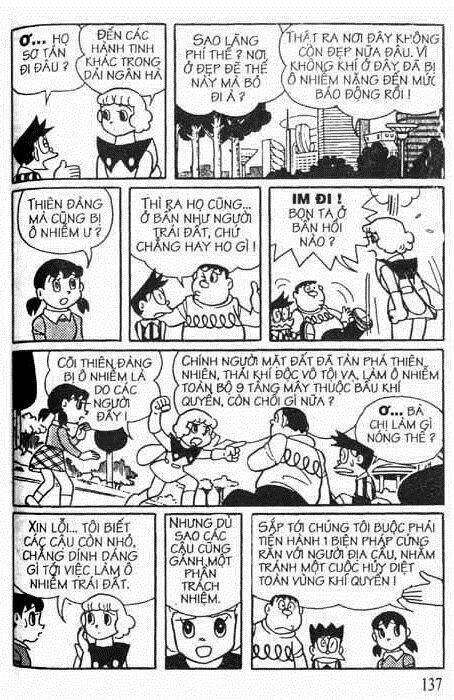 Ơ... HỌ
SƠ TÁN
ĐI ĐÂU ?
ĐẾN CÁC
HÀNH TINH
KHÁC TRONG
DẢI NGÂN HÀ
SAO LÃNG
PHÍ THẾ ? NƠI
Ở ĐẸP ĐẼ THẾ
NÀY MÀ BỎ
ĐI À ?
THẬT RA NƠI ĐÂY KHÔNG
CÒN ĐẸP NỮA ĐÂU. VÌ
KHÔNG KHÍ Ở ĐÂY ĐÃ BỊ
Ô NHIỄM NẶNG ĐẾN MỨC
BÁO ĐỘNG RỒI !
THIÊN ĐÀNG
MÀ CŨNG BỊ
Ô NHIỄM Ư ?
THÌ RA HỌ CŨNG...
Ở BẨN NHƯ NGƯỜI
TRÁI ĐẤT, CHỨ
CHẲNG HAY HO GÌ !
IM ĐI !
BỌN TA Ở
BẨN HỒI
NÀO ?
CÕI THIÊN ĐÀNG
BỊ Ô NHIỄM LÀ
DO CÁC
NGƯỜI
ĐẤY !
CHÍNH NGƯỜI MẶT ĐẤT ĐÃ TÀN PHÁ THIÊN
NHIÊN, THẢI KHÍ ĐỘC VÔ TỘI VẠ, LÀM Ô NHIỄM
TOÀN BỘ 9 TẦNG MÂY THUỘC BẦU KHÍ
QUYỂN, CÒN CHỐI GÌ NỮA ?
Ơ... BÀ
CHỊ LÀM GÌ
NÓNG THẾ ?
XIN LỖI... TÔI BIẾT
CÁC CẬU CÒN NHỎ,
CHẲNG DÍNH DÁNG
GÌ TỚI VIỆC LÀM Ô
NHIỄM TRÁI ĐẤT.
NHƯNG DÙ
SAO CÁC
CẬU CŨNG
GÁNH MỘT
PHẦN
TRÁCH
NHIỆM.
SẮP TỚI CHÚNG TÔI BUỘC PHẢI
TIẾN HÀNH 1 BIỆN PHÁP CỨNG
RẮN VỚI NGƯỜI ĐỊA CẦU, NHẰM
TRÁNH MỘT CUỘC HỦY DIỆT
TOÀN VÙNG KHÍ QUYỂN !
137